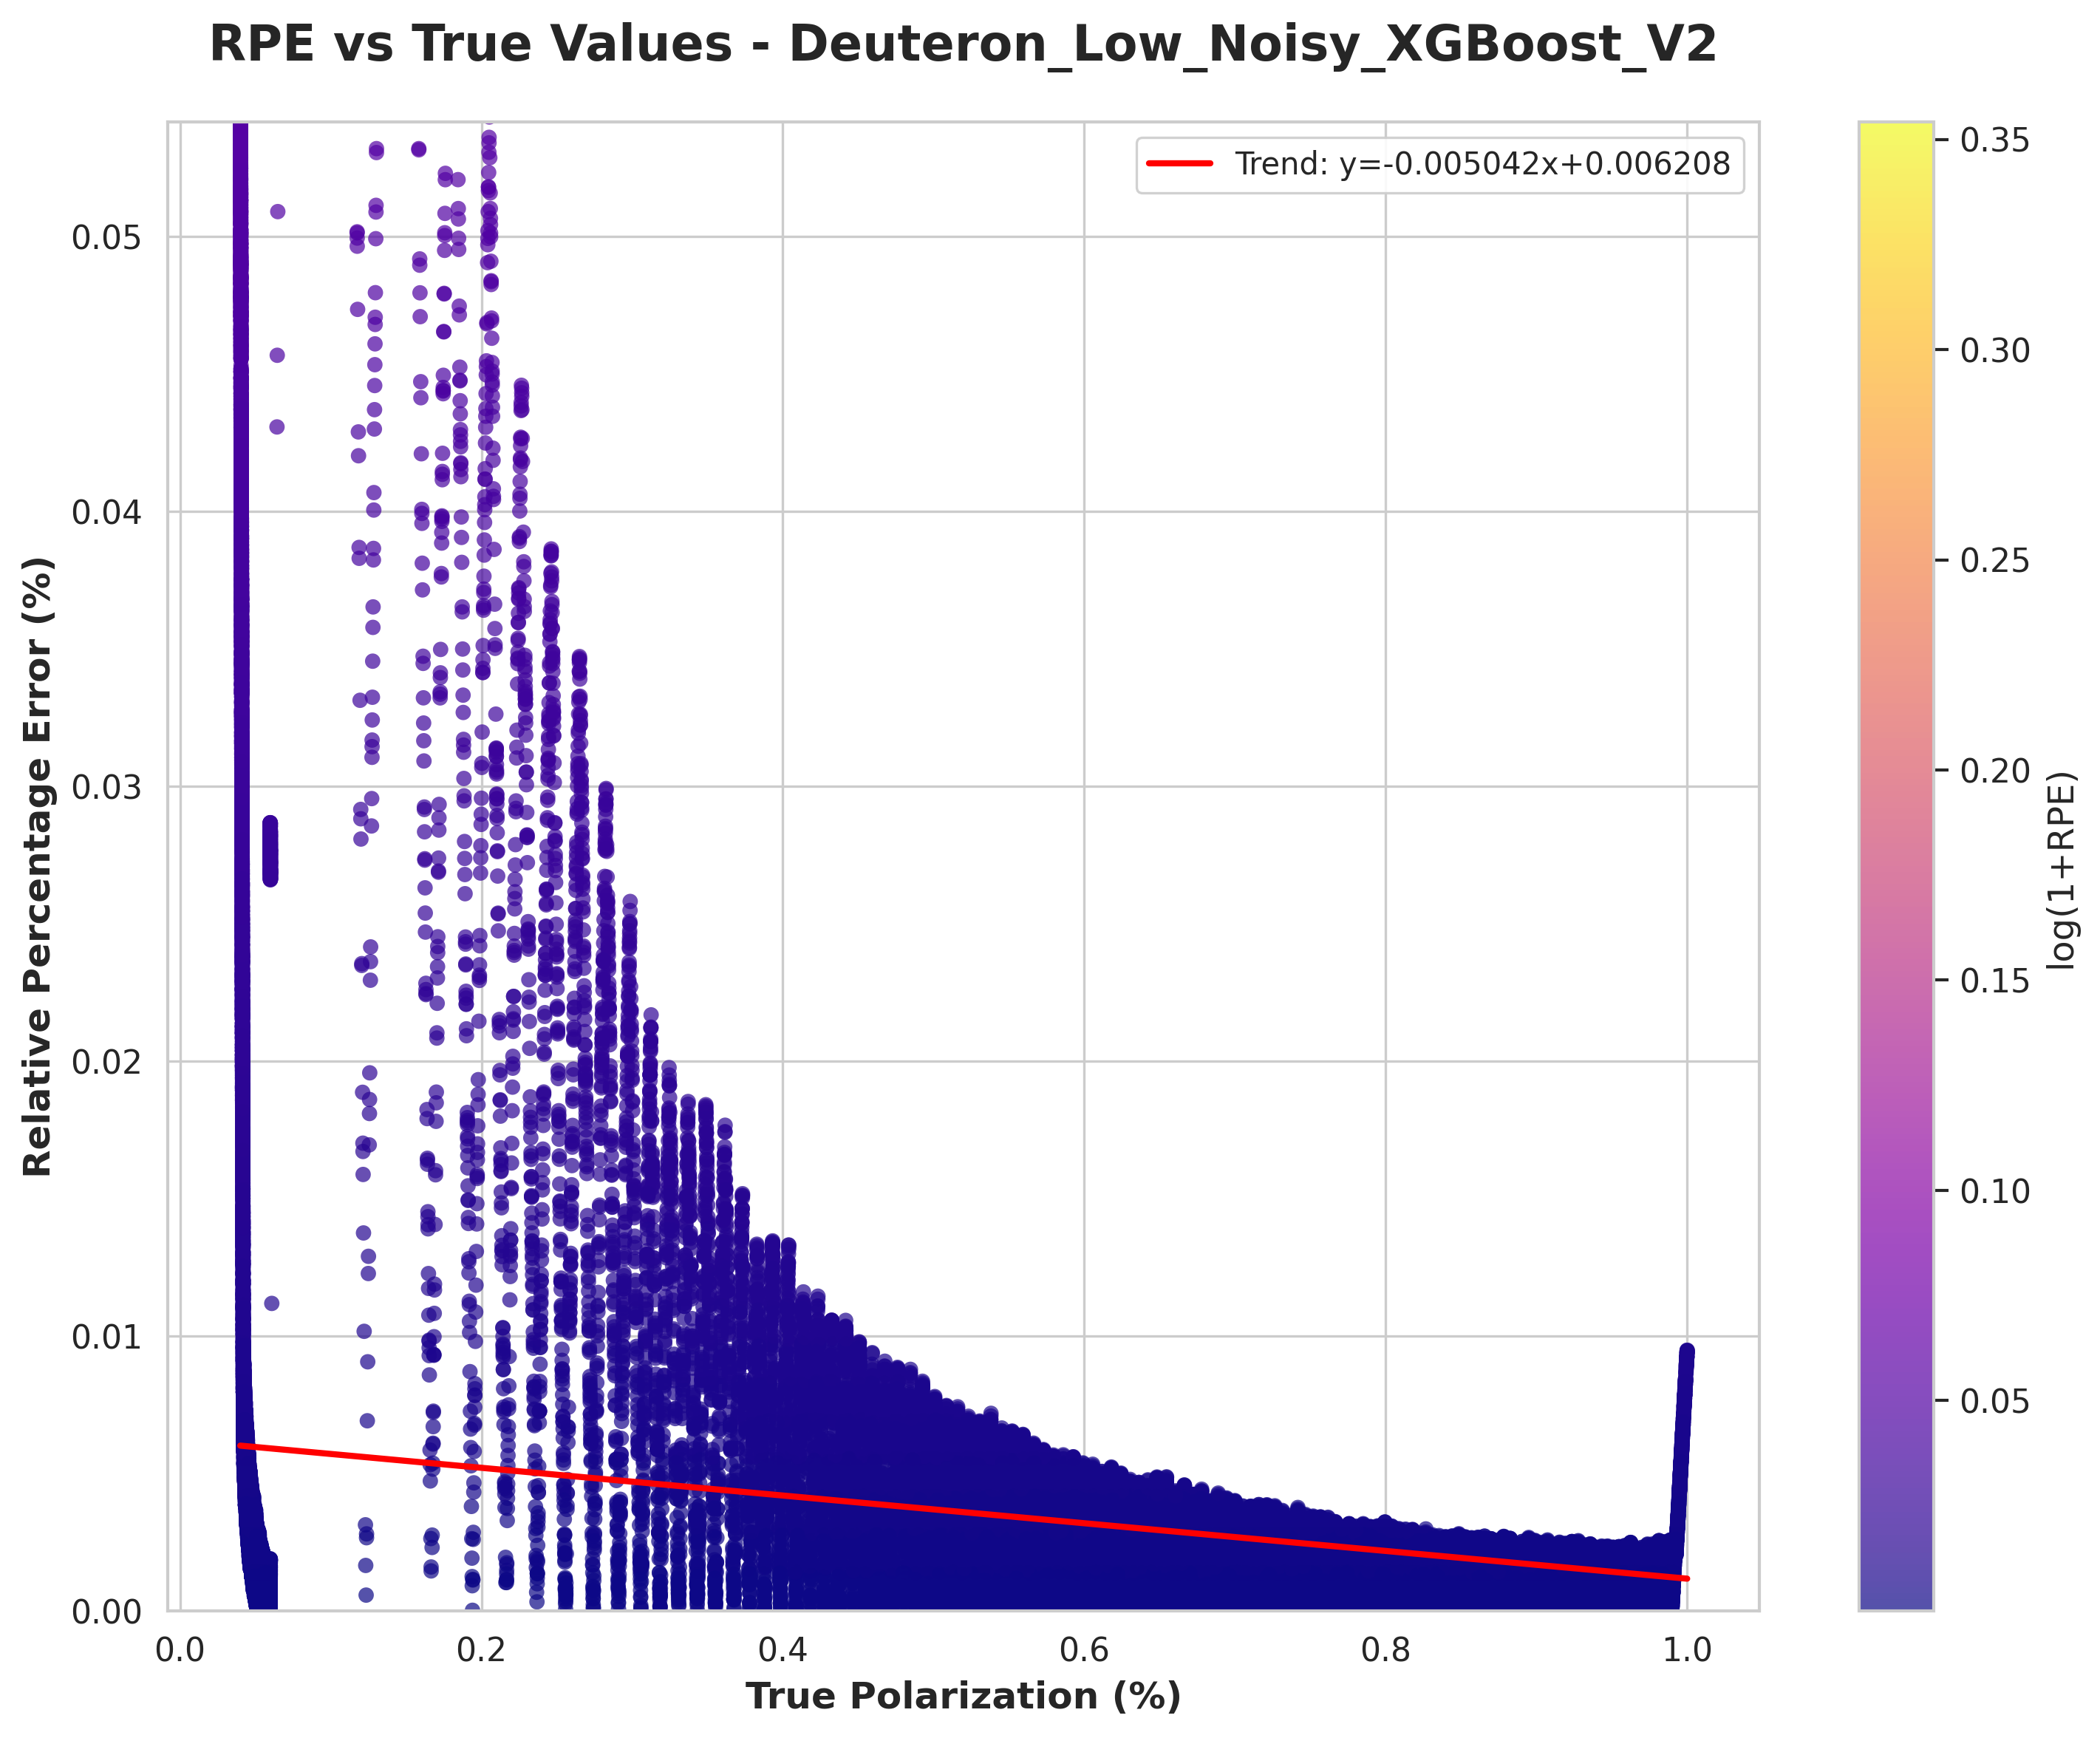 RPE vs True Values - Deuteron_Low_Noisy_XGBoost_V2
Trend: y=-0.005042x+0.006208
Relative Percentage Error (%)
0.05
0.04
0.03
0.02
0.01
0.00
0.0 0.2 0.4 0.6 0.8 1.0
True Polarization (%)
0.35
0.30
0.25
0.20
0.15
0.10
0.05
log(1+RPE)